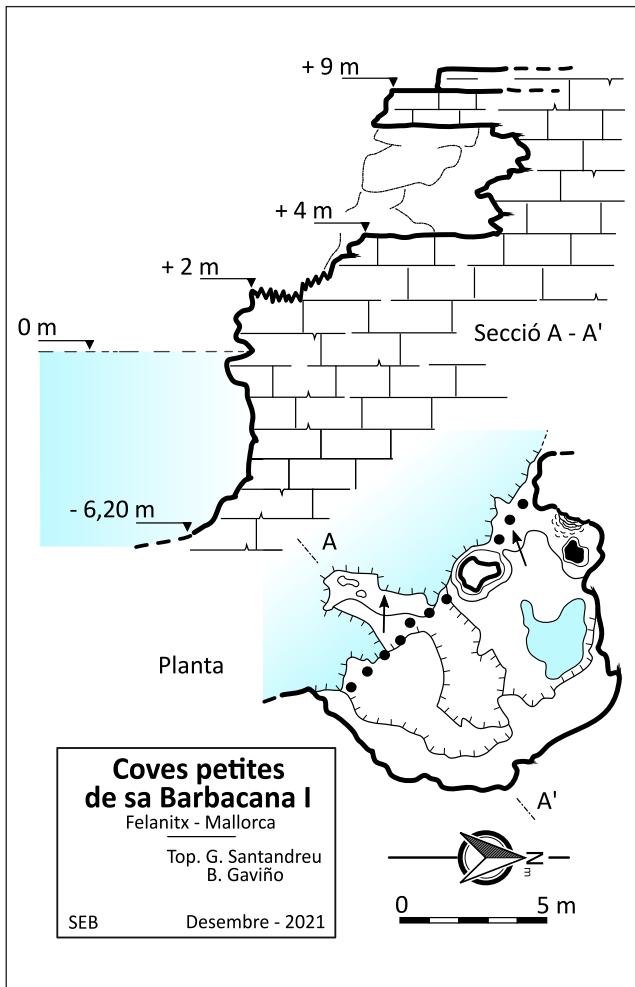 + 9 m
+ 4 m
+ 2 m
0 m
Secció A - A'
- 6,20 m
A
Planta
A'
Coves petites
de sa Barbacana I
Felanitx - Mallorca
Top. G. Santandreu
B. Gaviño
SEB Desembre - 2021
N
m
0 5 m